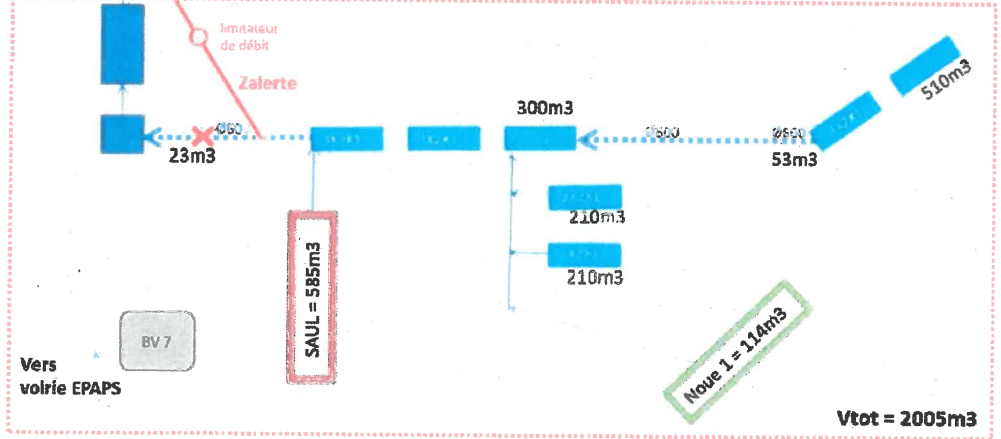 limitateur
de débit
Zalerte
510m3
300m3
23m3
53m3
210m3
210m3
SAUL = 585m3
Noue 1 = 114m3
BV 7
Vers
voirie EPAPS
Vtot = 2005m3